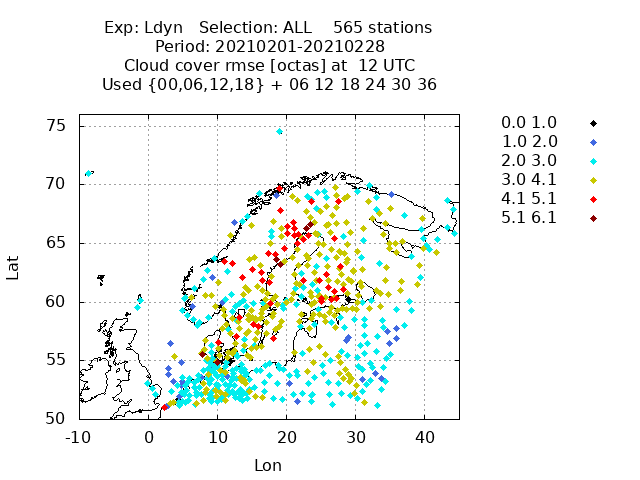 Exp: Ldyn Selection: ALL 565 stations
Period: 20210201-20210228
Cloud cover rmse [octas] at 12 UTC
Used {00,06,12,18} + 06 12 18 24 30 36
0.0 1.0
1.0 2.0
2.0 3.0
3.0 4.1
4.1 5.1
5.1 6.1
75
70
65
60
55
50
Lat
-10 0 10 20 30 40
Lon